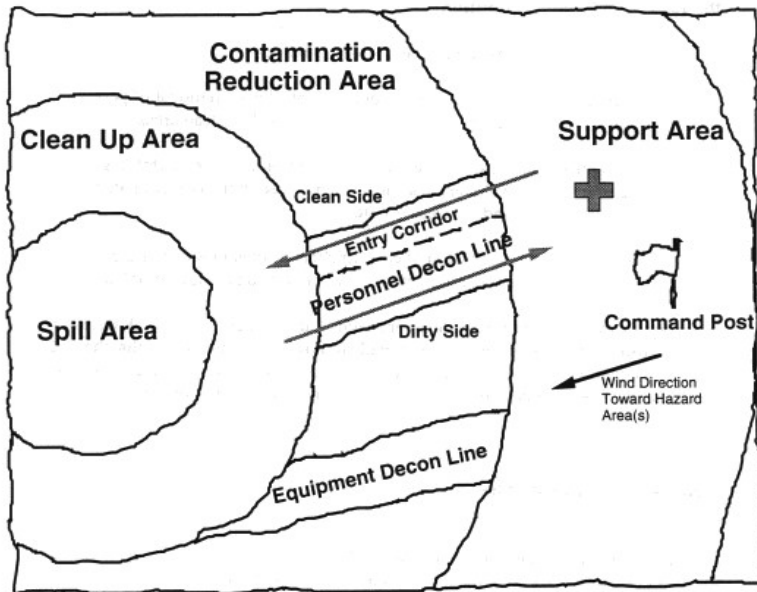 Contamination
Reduction Area
Clean Up Area
Support Area
Clean Side
Entry Corridor
Personnel Decon Line
Spill Area
Dirty Side
Command Post
Wind Direction
Toward Hazard
Area(s)
Equipment Decon Line